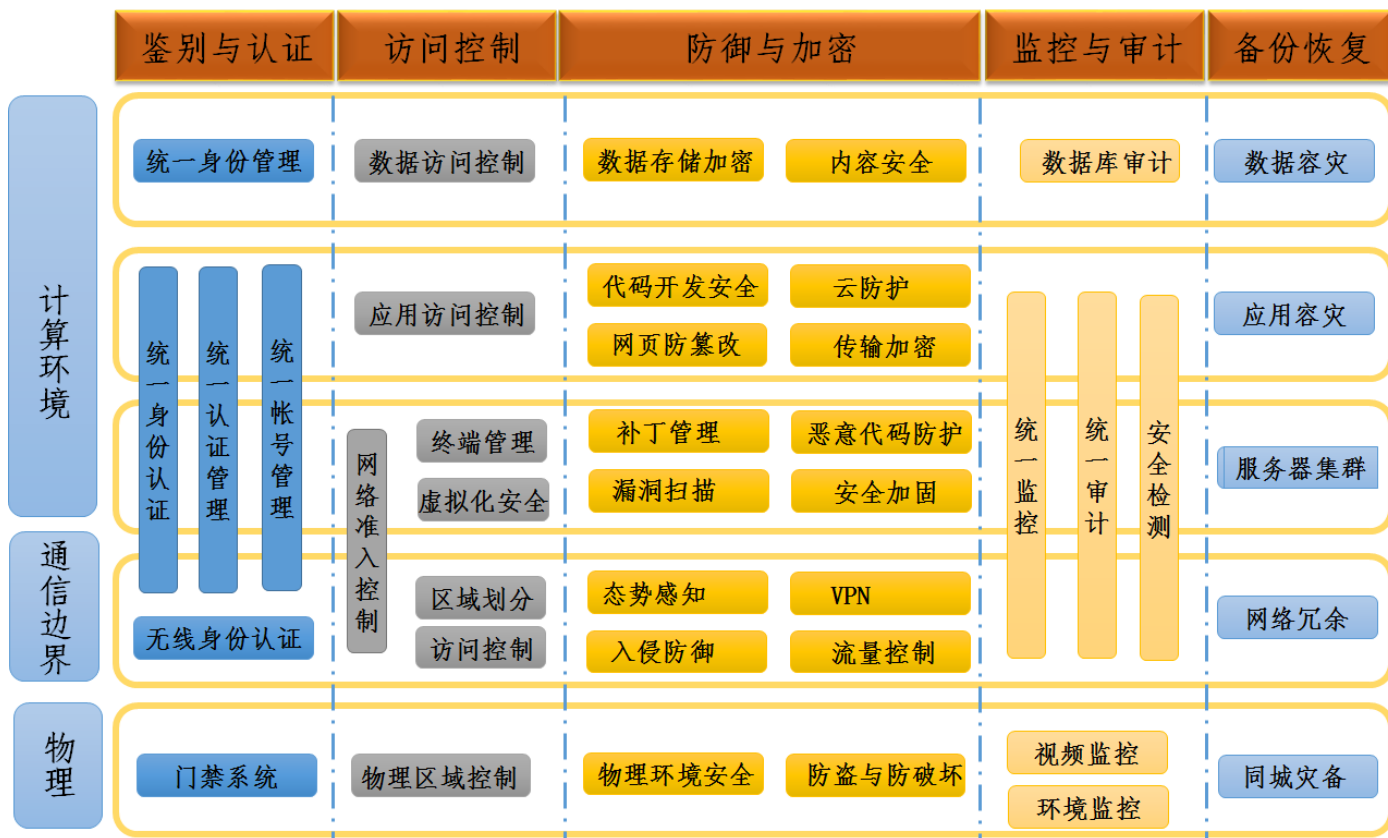 鉴别与认证
访问控制
防御与加密
监控与审计
备份恢复
计算环境
统一身份管理
数据访问控制
数据存储加密
内容安全
数据库审计
数据容灾
统一身份认证
统一认证管理
统一帐号管理
应用访问控制
代码开发安全
云防护
网页防篡改
传输加密
统一监控
统一审计
安全检测
应用容灾
网络准入控制
终端管理
虚拟化安全
补丁管理
恶意代码防护
漏洞扫描
安全加固
服务器集群
通信边界
无线身份认证
区域划分
访问控制
态势感知
VPN
入侵防御
流量控制
网络冗余
物理
门禁系统
物理区域控制
物理环境安全
防盗与防破坏
视频监控
环境监控
同城灾备